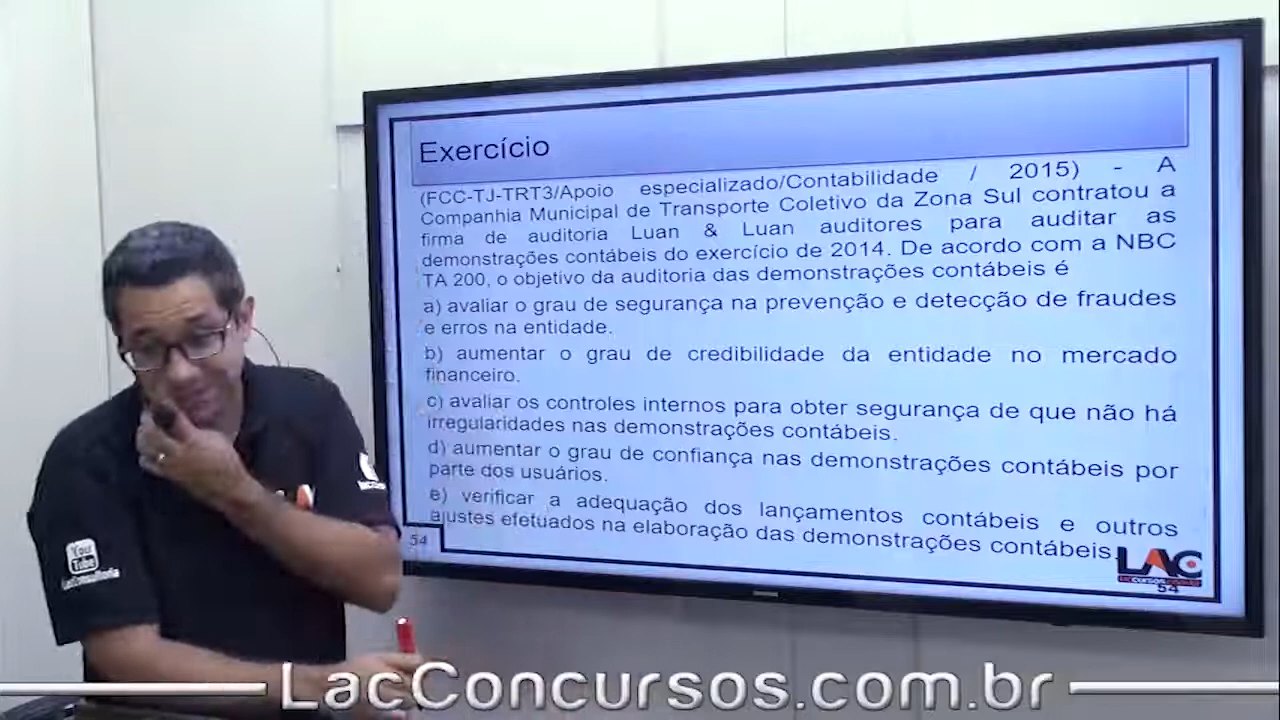 Exercício
(FCC-TJ-TRT3/Apoio especializado/Contabilidade / 2015) - A
Companhia Municipal de Transporte Coletivo da Zona Sul contratou a
firma de auditoria Luan & Luan auditores para auditar as
demonstrações contábeis do exercício de 2014. De acordo com a NBC
TA 200, o objetivo da auditoria das demonstrações contábeis é
a) avaliar o grau de segurança na prevenção e detecção de fraudes
e erros na entidade.
b) aumentar o grau de credibilidade da entidade no mercado
financeiro.
c) avaliar os controles internos para obter segurança de que não há
irregularidades nas demonstrações contábeis.
d) aumentar o grau de confiança nas demonstrações contábeis por
parte dos usuários.
e) verificar a adequação dos lançamentos contábeis e outros
ajustes efetuados na elaboração das demonstrações contábeis.
54
LAC
54
You
Tube
LacConsultoria
LacConcursos.com.br